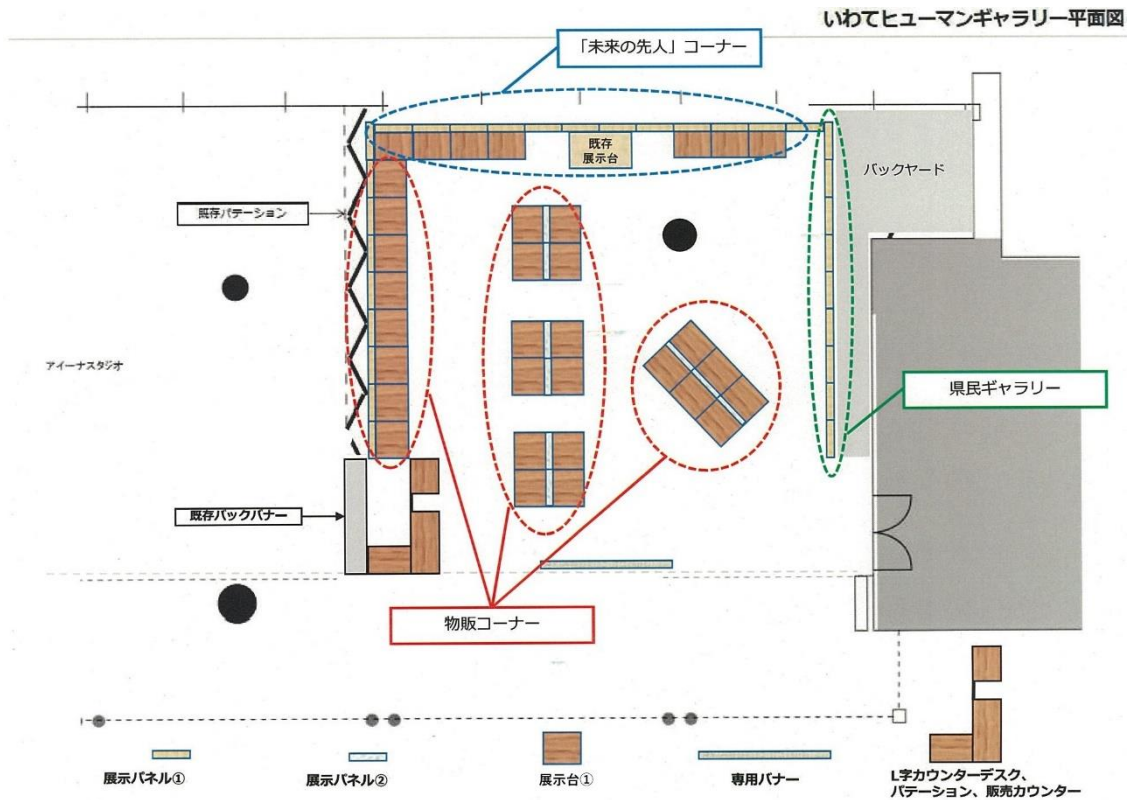 いわてヒューマンギャラリー平面図
「未来の先人」コーナー
既存
展示台
バックヤード
既存パテーション
アイーナスタジオ
県民ギャラリー
既存バックバナー
物販コーナー
展示パネル①
展示パネル②
展示台①
専用バナー
L字カウンターデスク、
パテーション、販売カウンター